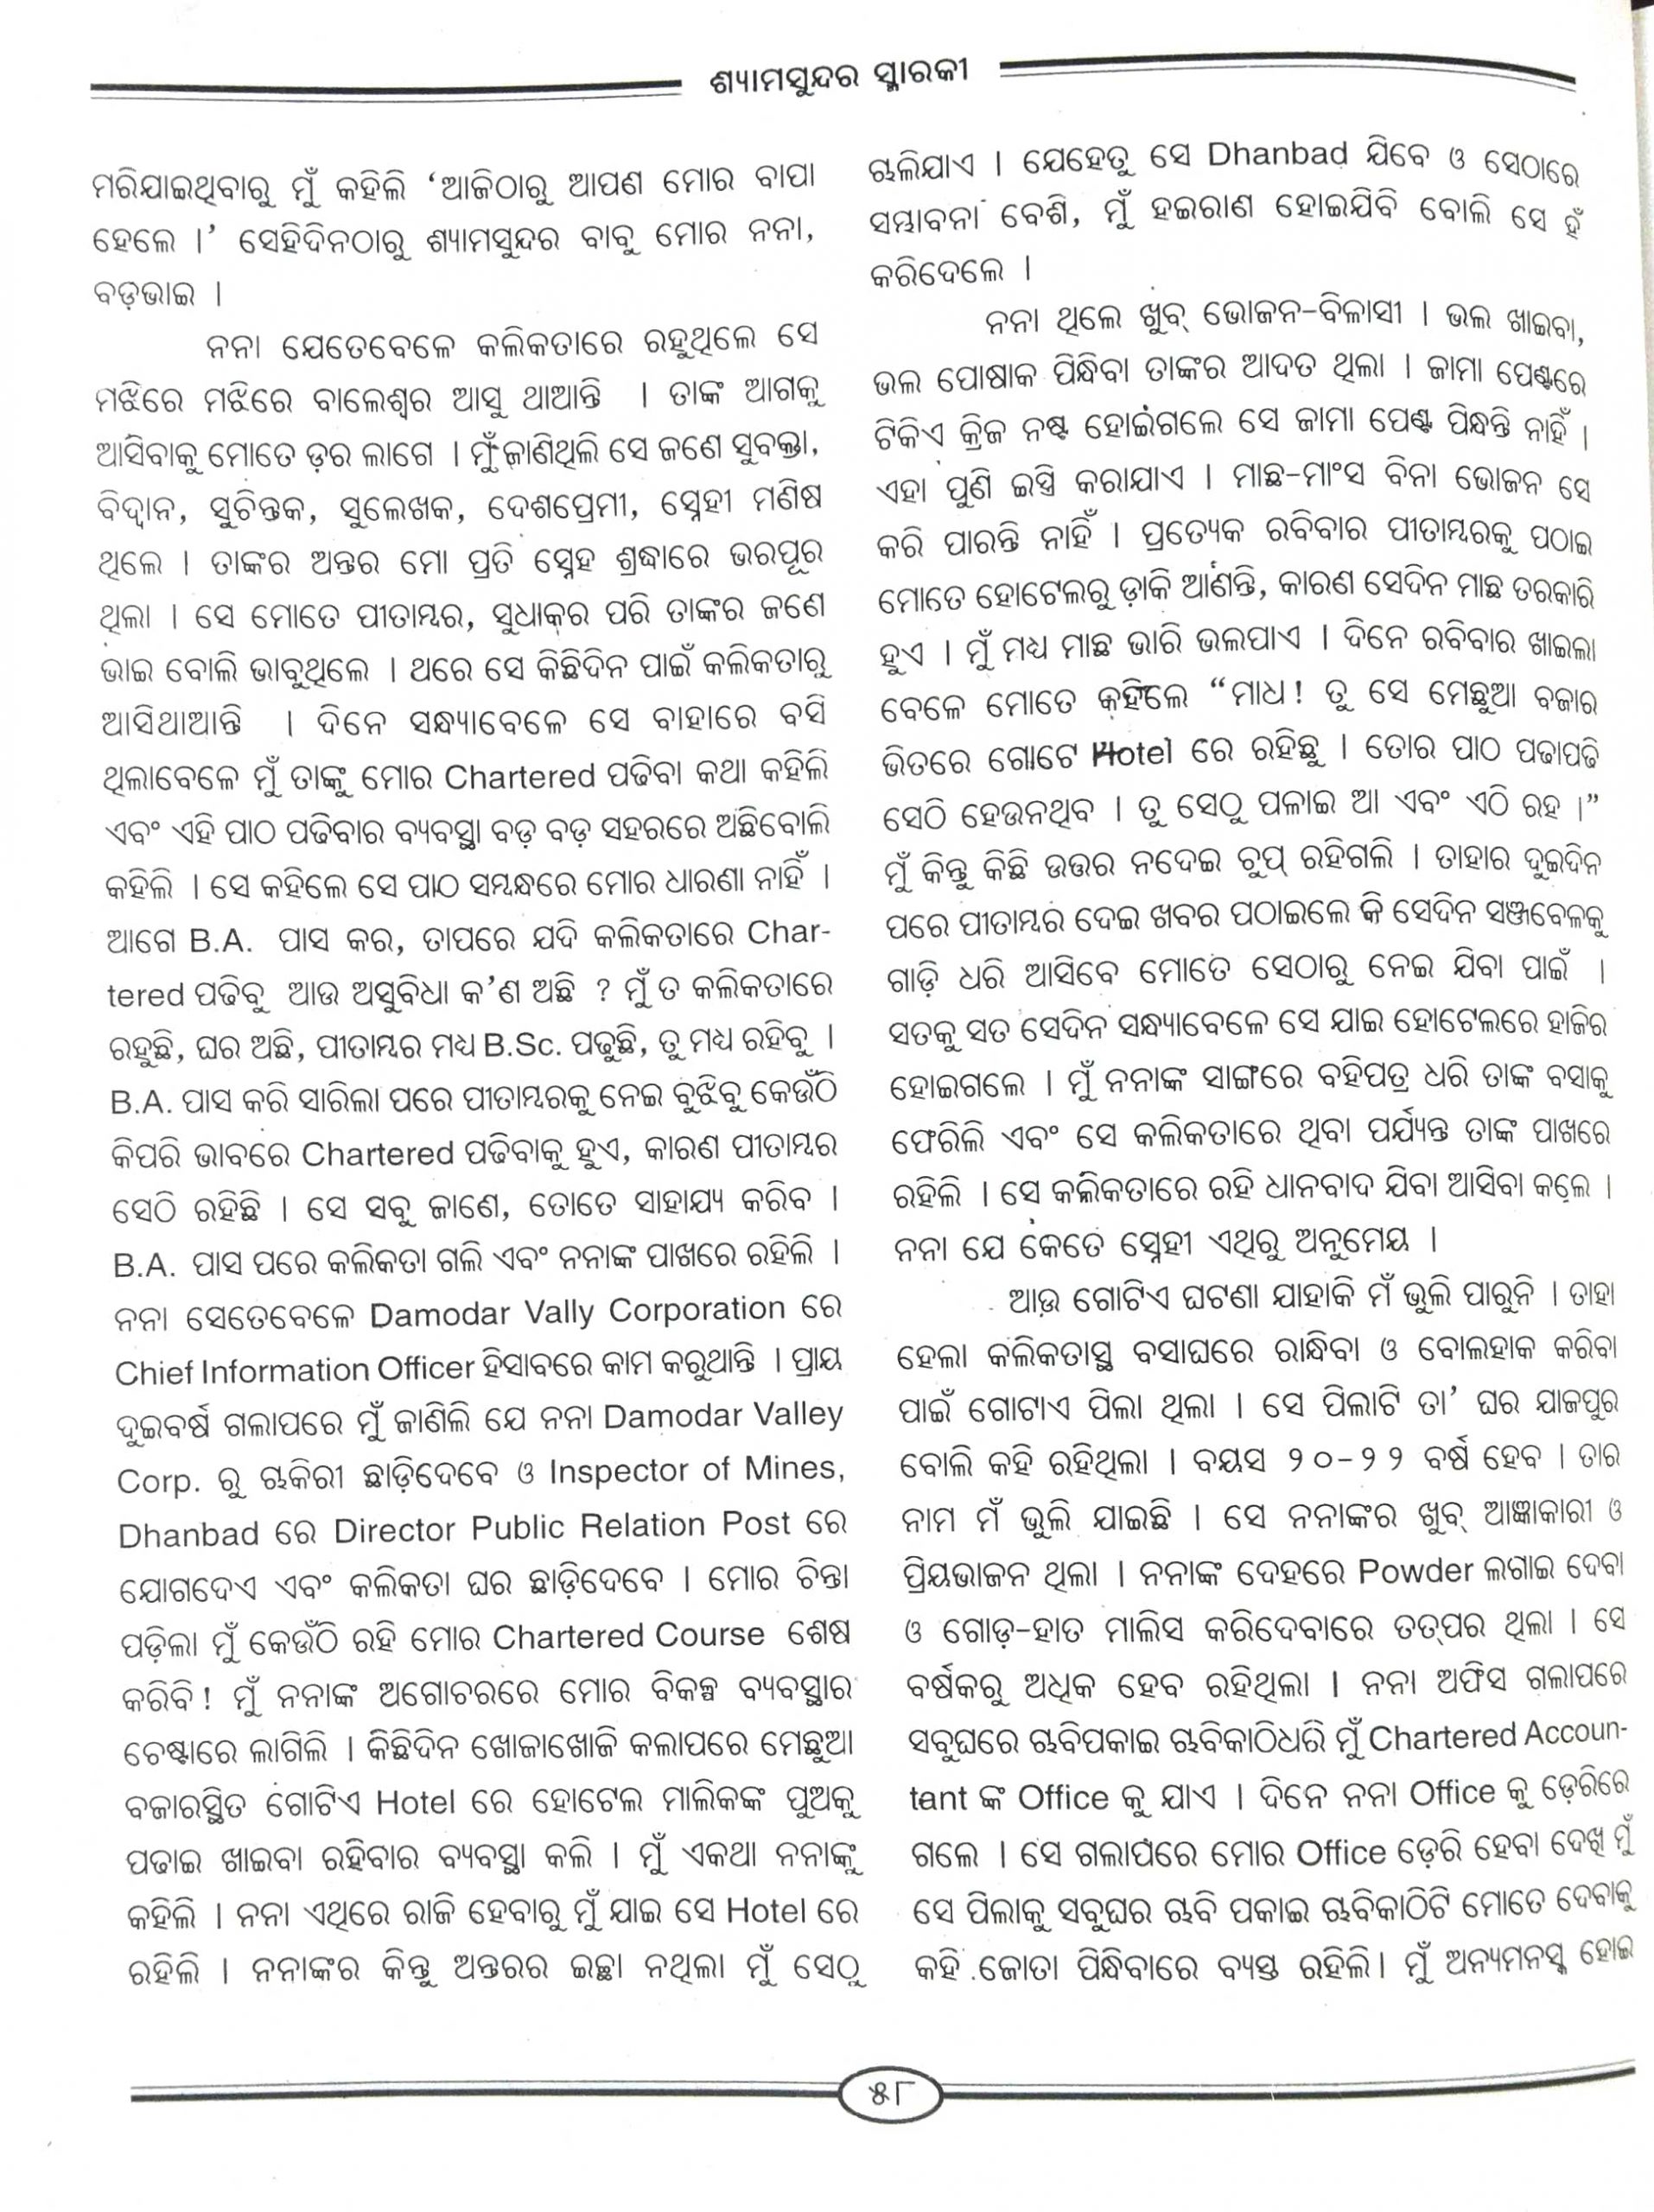 ଶ୍ୟାମସୁନ୍ଦର ସ୍ମାରକୀ
ମରିଯାଇଥିବାରୁ ମୁଁ କହିଲି ‘ଆଜିଠାରୁ ଆପଣ ମୋର ବାପା
ହେଲେ ।’ ସେହିଦିନଠାରୁ ଶ୍ୟାମସୁନ୍ଦର ବାବୁ ମୋର ନନା,
ବଡ଼ଭାଇ ।
ନନା ଯେତେବେଳେ କଲିକତାରେ ରହୁଥିଲେ ସେ
ମଝିରେ ମଝିରେ ବାଲେଶ୍ୱର ଆସୁ ଥାଆନ୍ତି । ତାଙ୍କ ଆଗକୁ
ଆସିବାକୁ ମୋତେ ଡ଼ର ଲାଗେ । ମୁଁ ଜାଣିଥିଲି ସେ ଜଣେ ସୁବକ୍ତା,
ବିଦ୍ୱାନ, ସୁଚିନ୍ତକ, ସୁଲେଖକ, ଦେଶପ୍ରେମୀ, ସ୍ନେହୀ ମଣିଷ
ଥିଲେ । ତାଙ୍କର ଅନ୍ତର ମୋ ପ୍ରତି ସ୍ନେହ ଶ୍ରଦ୍ଧାରେ ଭରପୂର
ଥିଲା । ସେ ମୋତେ ପୀତାମ୍ବର, ସୁଧାକର ପରି ତାଙ୍କର ଜଣେ
ଭାଇ ବୋଲି ଭାବୁଥିଲେ । ଥରେ ସେ କିଛିଦିନ ପାଇଁ କଲିକତାରୁ
ଆସିଥାଆନ୍ତି । ଦିନେ ସନ୍ଧ୍ୟାବେଳେ ସେ ବାହାରେ ବସି
ଥିଲାବେଳେ ମୁଁ ତାଙ୍କୁ ମୋର Chartered ପଢିବା କଥା କହିଲି
ଏବଂ ଏହି ପାଠ ପଢିବାର ବ୍ୟବସ୍ଥା ବଡ଼ ବଡ଼ ସହରରେ ଅଛିବୋଲି
କହିଲି । ସେ କହିଲେ ସେ ପାଠ ସମ୍ବନ୍ଧରେ ମୋର ଧାରଣା ନାହିଁ ।
ଆଗେ B.A. ପାସ କର, ତାପରେ ଯଦି କଲିକତାରେ Char-
tered ପଢିବୁ ଆଉ ଅସୁବିଧା କ’ଣ ଅଛି ? ମୁଁ ତ କଲିକତାରେ
ରହୁଛି, ଘର ଅଛି, ପୀତାମ୍ବର ମଧ୍ୟ B.Sc. ପଢୁଛି, ତୁ ମଧ୍ୟ ରହିବୁ ।
B.A. ପାସ କରି ସାରିଲା ପରେ ପୀତାମ୍ବରକୁ ନେଇ ବୁଝିବୁ କେଉଁଠି
କିପରି ଭାବରେ Chartered ପଢିବାକୁ ହୁଏ, କାରଣ ପୀତାମ୍ବର
ସେଠି ରହିଛି । ସେ ସବୁ ଜାଣେ, ତୋତେ ସାହାଯ୍ୟ କରିବ ।
B.A. ପାସ ପରେ କଲିକତା ଗଲି ଏବଂ ନନାଙ୍କ ପାଖରେ ରହିଲି ।
ନନା ସେତେବେଳେ Damodar Vally Corporation ରେ
Chief Information Officer ହିସାବରେ କାମ କରୁଥାନ୍ତି । ପ୍ରାୟ
ଦୁଇବର୍ଷ ଗଲାପରେ ମୁଁ ଜାଣିଲି ଯେ ନନା Damodar Valley
Corp. ରୁ ଚ଼ାକିରୀ ଛାଡ଼ିଦେବେ ଓ Inspector of Mines,
Dhanbad ରେ Director Public Relation Post ରେ
ଯୋଗଦେଏ ଏବଂ କଲିକତା ଘର ଛାଡ଼ିଦେବେ । ମୋର ଚିନ୍ତା
ପଡ଼ିଲା ମୁଁ କେଉଁଠି ରହି ମୋର Chartered Course ଶେଷ
କରିବି ! ମୁଁ ନନାଙ୍କ ଅଗୋଚରରେ ମୋର ବିକଳ୍ପ ବ୍ୟବସ୍ଥାର
ଚେଷ୍ଟାରେ ଲାଗିଲି । କିଛିଦିନ ଖୋଜାଖୋଜି କଲାପରେ ମେଛୁଆ
ବଜାରସ୍ଥିତ ଗୋଟିଏ Hotel ରେ ହୋଟେଲ ମାଲିକଙ୍କ ପୁଅକୁ
ପଢାଇ ଖାଇବା ରହିବାର ବ୍ୟବସ୍ଥା କଲି । ମୁଁ ଏକଥା ନନାଙ୍କୁ
କହିଲି । ନନା ଏଥିରେ ରାଜି ହେବାରୁ ମୁଁ ଯାଇ ସେ Hotel ରେ
ରହିଲି । ନନାଙ୍କର କିନ୍ତୁ ଅନ୍ତରର ଇଚ୍ଛା ନଥିଲା ମୁଁ ସେଠୁ
ଚାଲିଯାଏ । ଯେହେତୁ ସେ Dhanbad ଯିବେ ଓ ସେଠାରେ
ସମ୍ଭାବନା ବେଶି, ମୁଁ ହଇରାଣ ହୋଇଯିବି ବୋଲି ସେ ହଁ
କରିଦେଲେ ।
ନନା ଥିଲେ ଖୁବ୍ ଭୋଜନ-ବିଳାସୀ । ଭଲ ଖାଇବା,
ଭଲ ପୋଷାକ ପିନ୍ଧିବା ତାଙ୍କର ଆଦତ ଥିଲା । ଜାମା ପେଣ୍ଟରେ
ଟିକିଏ କ୍ରିଜ ନଷ୍ଟ ହୋଇଗଲେ ସେ ଜାମା ପେଣ୍ଟ ପିନ୍ଧନ୍ତି ନାହିଁ ।
ଏହା ପୁଣି ଇସ୍ତ୍ରି କରାଯାଏ । ମାଛ-ମାଂସ ବିନା ଭୋଜନ ସେ
କରି ପାରନ୍ତି ନାହିଁ । ପ୍ରତ୍ୟେକ ରବିବାର ପୀତାମ୍ବରକୁ ପଠାଇ
ମୋତେ ହୋଟେଲରୁ ଡ଼ାକି ଆଣନ୍ତି, କାରଣ ସେଦିନ ମାଛ ତରକାରି
ହୁଏ । ମୁଁ ମଧ୍ୟ ମାଛ ଭାରି ଭଲପାଏ । ଦିନେ ରବିବାର ଖାଇଲା
ବେଳେ ମୋତେ କହିଲେ “ମାଧ ! ତୁ ସେ ମେଛୁଆ ବଜାର
ଭିତରେ ଗୋଟେ Hotel ରେ ରହିଛୁ । ତୋର ପାଠ ପଢାପଢି
ସେଠି ହେଉନଥିବ । ତୁ ସେଠୁ ପଳାଇ ଆ ଏବଂ ଏଠି ରହ ।”
ମୁଁ କିନ୍ତୁ କିଛି ଉତ୍ତର ନଦେଇ ଚୁପ୍ ରହିଗଲି । ତାହାର ଦୁଇଦିନ
ପରେ ପୀତାମ୍ବର ଦେଇ ଖବର ପଠାଇଲେ କି ସେଦିନ ସଞ୍ଜବେଳକୁ
ଗାଡ଼ି ଧରି ଆସିବେ ମୋତେ ସେଠାରୁ ନେଇ ଯିବା ପାଇଁ ।
ସତକୁ ସତ ସେଦିନ ସନ୍ଧ୍ୟାବେଳେ ସେ ଯାଇ ହୋଟେଲରେ ହାଜିର
ହୋଇଗଲେ । ମୁଁ ନନାଙ୍କ ସାଙ୍ଗରେ ବହିପତ୍ର ଧରି ତାଙ୍କ ବସାକୁ
ଫେରିଲି ଏବଂ ସେ କଲିକତାରେ ଥିବା ପର୍ଯ୍ୟନ୍ତ ତାଙ୍କ ପାଖରେ
ରହିଲି । ସେ କଲିକତାରେ ରହି ଧାନବାଦ ଯିବା ଆସିବା କଲେ ।
ନନା ଯେ କେତେ ସ୍ନେହୀ ଏଥିରୁ ଅନୁମେୟ ।
ଆଉ ଗୋଟିଏ ଘଟଣା ଯାହାକି ମଁ ଭୁଲି ପାରୁନି । ତାହା
ହେଲା କଲିକତାସ୍ଥ ବସାଘରେ ରାନ୍ଧିବା ଓ ବୋଲହାକ କରିବା
ପାଇଁ ଗୋଟାଏ ପିଲା ଥିଲା । ସେ ପିଲାଟି ତା’ ଘର ଯାଜପୁର
ବୋଲି କହି ରହିଥିଲା । ବୟସ ୨୦-୨୨ ବର୍ଷ ହେବ । ତାର
ନାମ ମଁ ଭୁଲି ଯାଇଛି । ସେ ନନାଙ୍କର ଖୁବ୍ ଆଜ୍ଞାକାରୀ ଓ
ପ୍ରିୟଭାଜନ ଥିଲା । ନନାଙ୍କ ଦେହରେ Powder ଲଗାଇ ଦେବା
ଓ ଗୋଡ଼-ହାତ ମାଲିସ କରିଦେବାରେ ତତ୍ପର ଥିଲା । ସେ
ବର୍ଷକରୁ ଅଧିକ ହେବ ରହିଥିଲା । ନନା ଅଫିସ ଗଲାପରେ
ସବୁଘରେ ଚାବିପକାଇ ଚାବିକାଠିଧରି ମୁଁ Chartered Accoun-
tant ଙ୍କ Office କୁ ଯାଏ । ଦିନେ ନନା Office କୁ ଡ଼େରିରେ
ଗଲେ । ସେ ଗଲାପରେ ମୋର Office ଡ଼େରି ହେବା ଦେଖି ମୁଁ
ସେ ପିଲାକୁ ସବୁଘର ଚାବି ପକାଇ ଚାବିକାଠିଟି ମୋତେ ଦେବାକୁ
କହି ଜୋତା ପିନ୍ଧିବାରେ ବ୍ୟସ୍ତ ରହିଲି । ମୁଁ ଅନ୍ୟମନସ୍କ ହୋଇ
୫୮